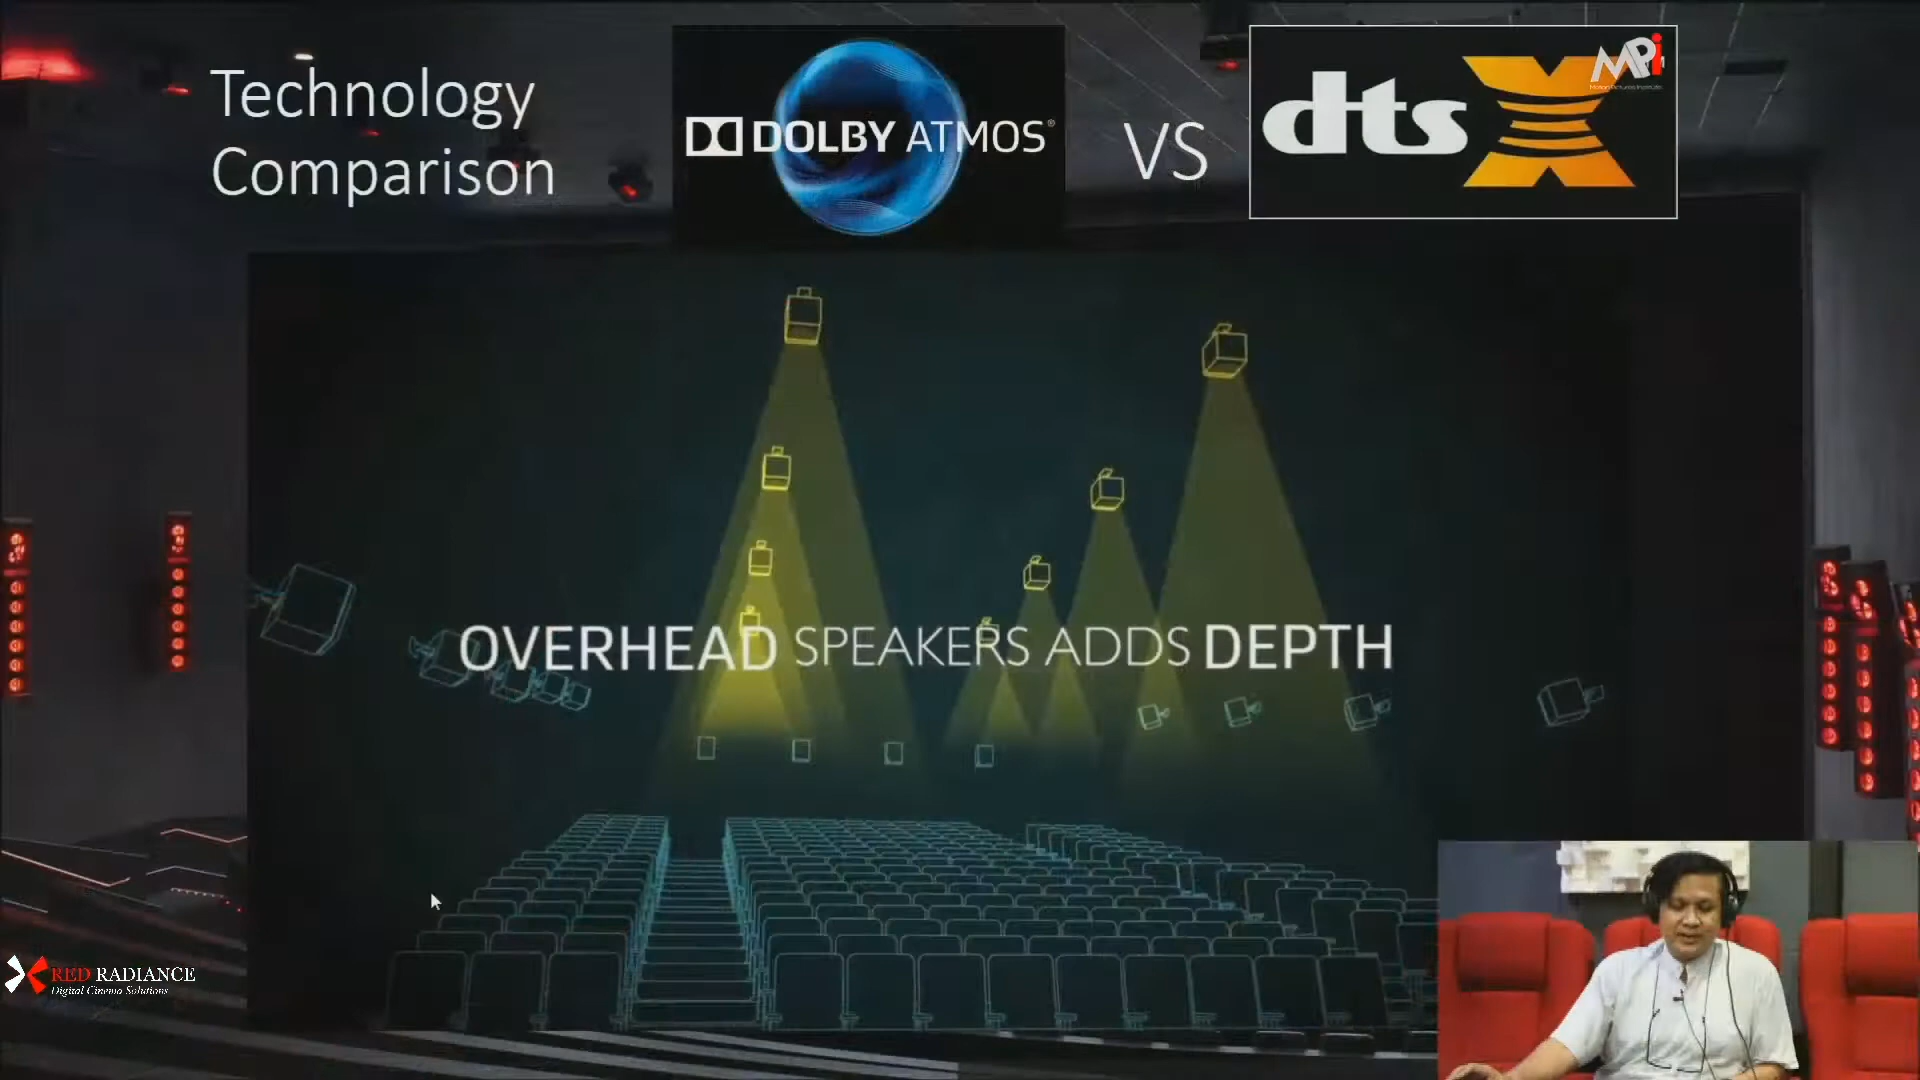 Technology
Comparison
DOLBY ATMOS®
VS
dts X
MPi
OVERHEAD SPEAKERS ADDS DEPTH
RED RADIANCE
Digital Cinema Solutions